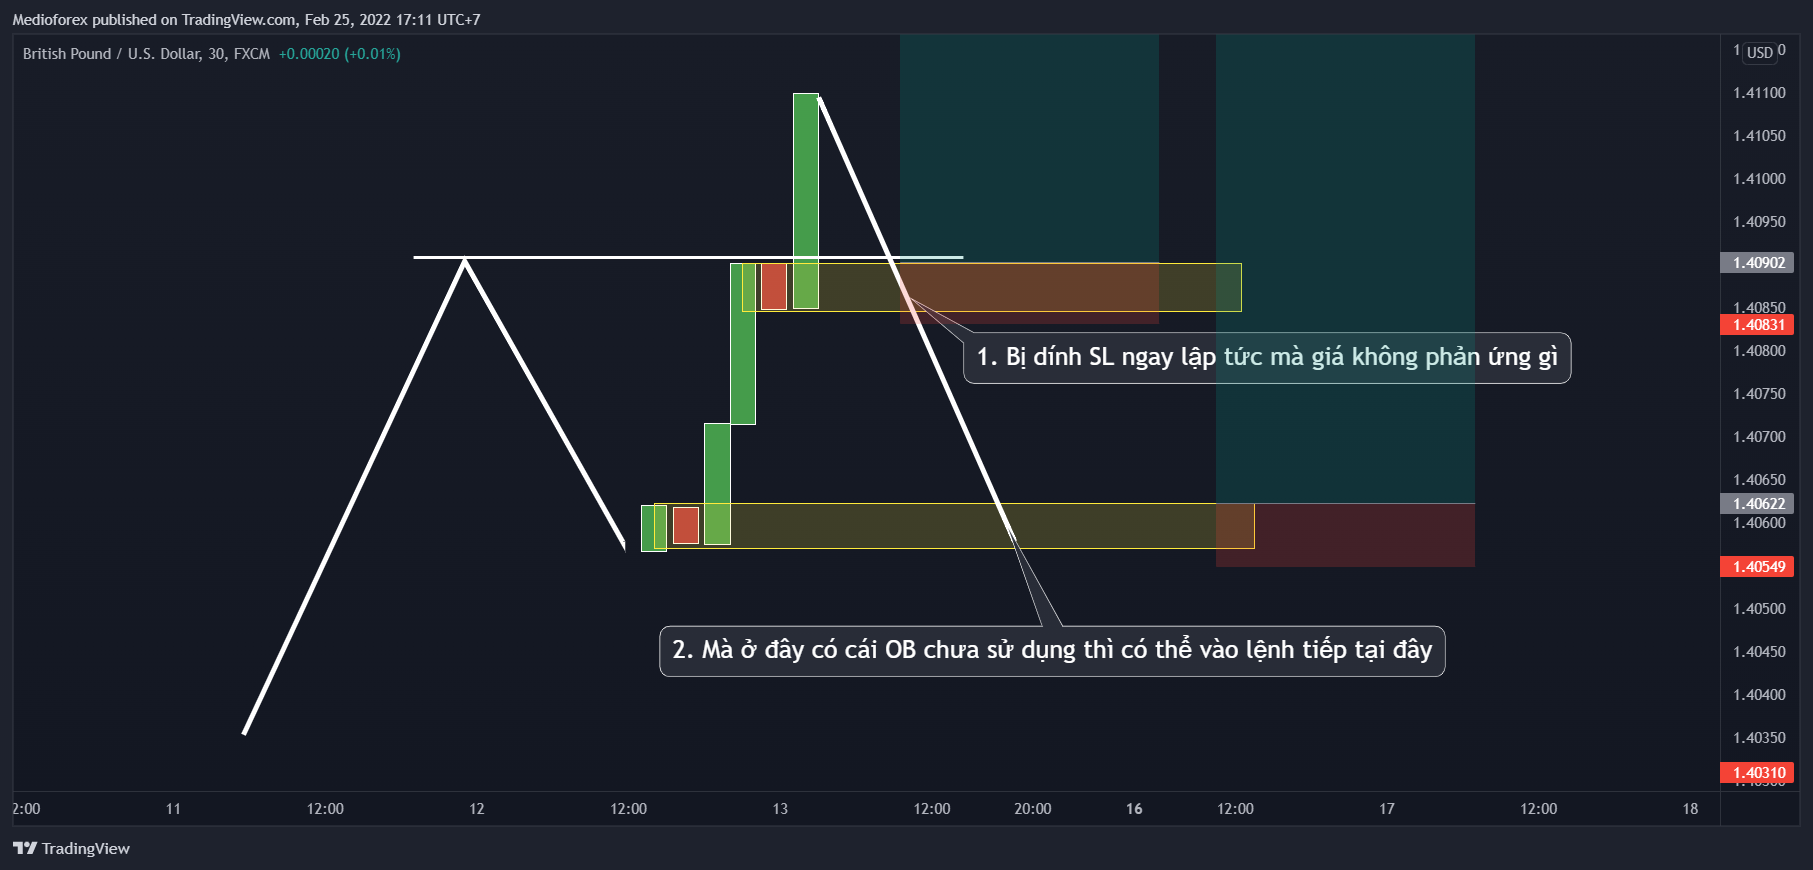 Medioforex published on TradingView.com, Feb 25, 2022 17:11 UTC+7
British Pound / U.S. Dollar, 30, FXCM +0.00020 (+0.01%)
USD
1.41100
1.41050
1.41000
1.40950
1.40902
1.40850
1.40831
1.40800
1.40750
1.40700
1.40650
1.40622
1.40600
1.40549
1.40500
1.40450
1.40400
1.40350
1.40310
1. Bị dính SL ngay lập tức mà giá không phản ứng gì
2. Mà ở đây có cái OB chưa sử dụng thì có thể vào lệnh tiếp tại đây
2:00 11 12:00 12 12:00 13 12:00 20:00 16 12:00 17 12:00 18
TradingView